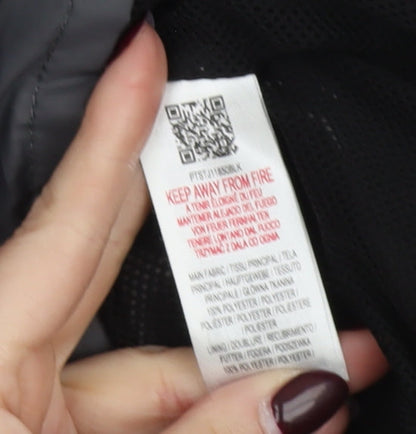 KEEP AWAY FROM FIRE
A TENIR ÉLOIGNÉ DU FEU
MANTENER ALEJADO DEL FUEGO
VON FEUER FERNHALTEN
TENERE LONTANO DAL FUOCO
TRZYMAĆ Z DALA OD OGNIA
MAIN FABRIC / TISSU PRINCIPAL / TELA
PRINCIPAL / HAUPTGEWEBE / TESSUTO
PRINCIPALE / GŁÓWNA TKANINA
100% POLYESTER / POLYESTER /
POLIESTER / POLYESTER / POLIESTERE
/ POLIESTER
LINING / DOUBLURE / RECUBRIMIENTO /
FUTTER / FODERA / PODSZEWKA
100% POLYESTER / POLYESTER /